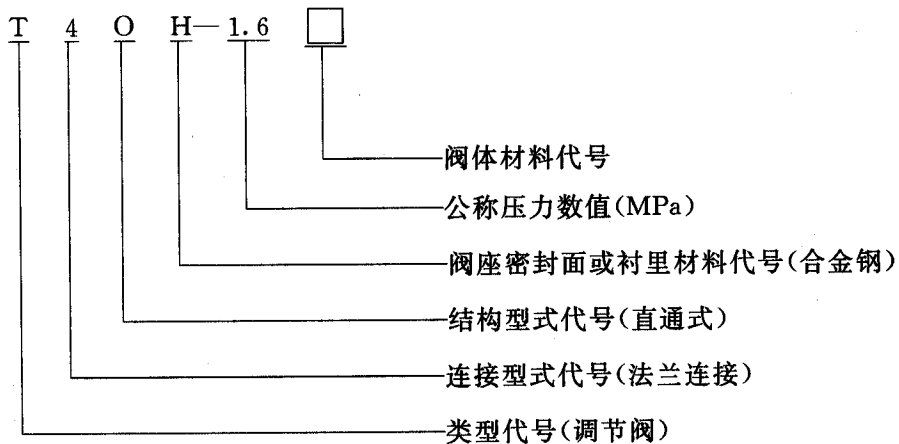 T 4 O H—1.6 □
阀体材料代号
公称压力数值(MPa)
阀座密封面或衬里材料代号(合金钢)
结构型式代号(直通式)
连接型式代号(法兰连接)
类型代号(调节阀)